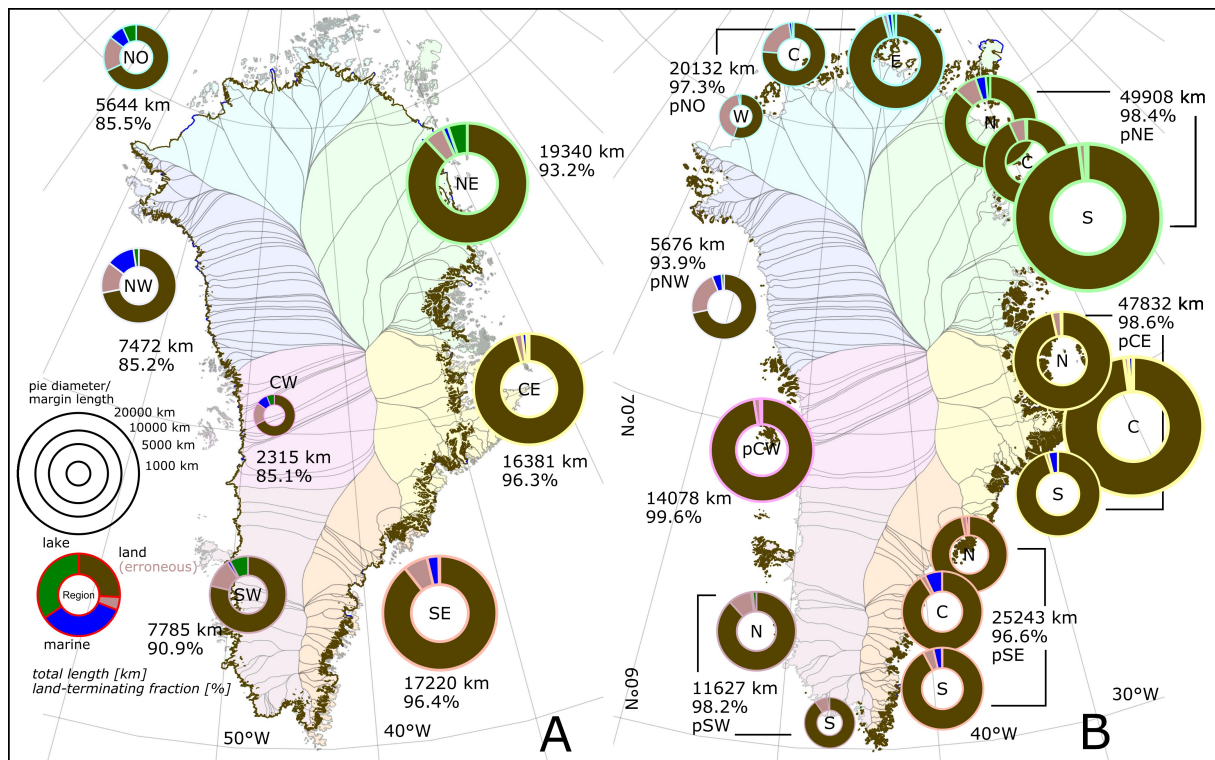 NO
5644 km
85.5%
NE
19340 km
93.2%
NW
7472 km
85.2%
CW
2315 km
85.1%
CE
16381 km
96.3%
pie diameter/
margin length
20000 km
10000 km
5000 km
1000 km
lake
land
(erroneous)
Region
marine
total length [km]
land-terminating fraction [%]
SW
7785 km
90.9%
SE
17220 km
96.4%
50°W
40°W
A
C
E
W
20132 km
97.3%
pNO
N
C
S
49908 km
98.4%
pNE
5676 km
93.9%
pNW
47832 km
98.6%
pCE
N
C
S
70°N
pCW
14078 km
99.6%
N
C
S
25243 km
96.6%
pSE
N
S
11627 km
98.2%
pSW
60°N
30°W
40°W
B